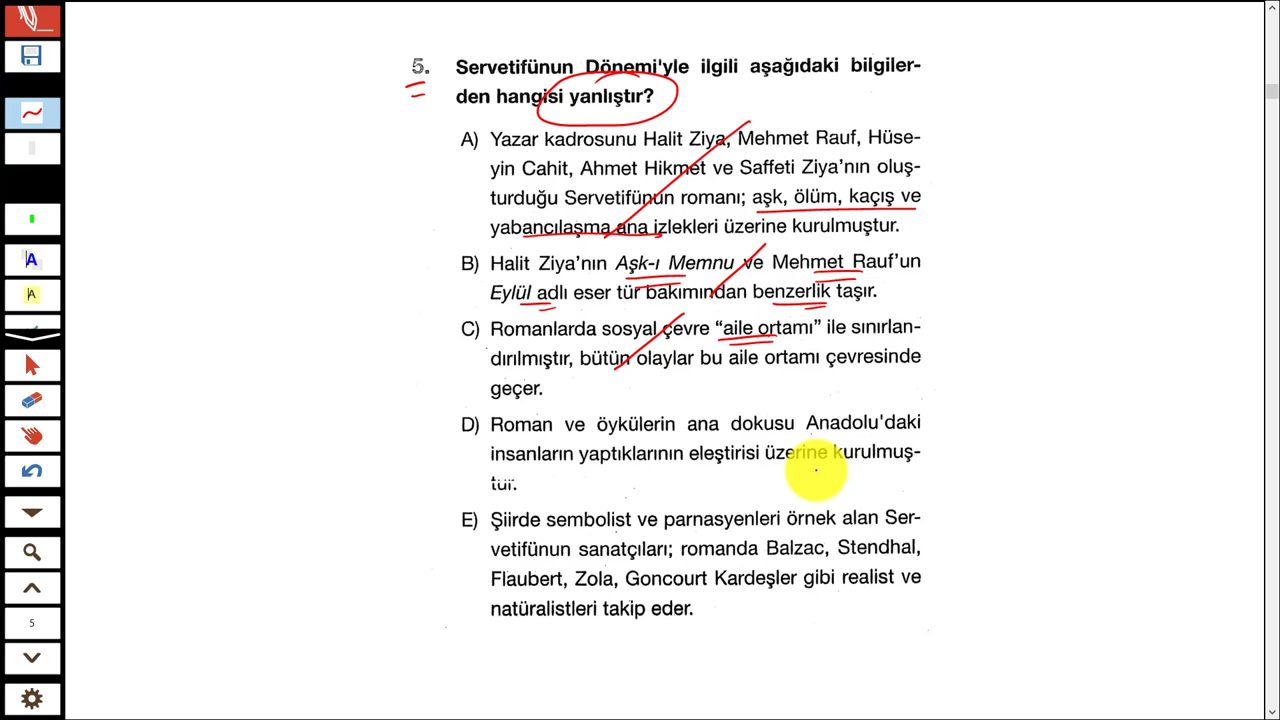 5. Servetifünun Dönemi'yle ilgili aşağıdaki bilgiler-
den hangisi yanlıştır?
A) Yazar kadrosunu Halit Ziya, Mehmet Rauf, Hüse-
yin Cahit, Ahmet Hikmet ve Saffeti Ziya'nın oluş-
turduğu Servetifünun romanı; aşk, ölüm, kaçış ve
yabancılaşma ana izlekleri üzerine kurulmuştur.
B) Halit Ziya'nın Aşk-ı Memnu ve Mehmet Rauf'un
Eylül adlı eser tür bakımından benzerlik taşır.
C) Romanlarda sosyal çevre "aile ortamı" ile sınırlan-
dırılmıştır, bütün olaylar bu aile ortamı çevresinde
geçer.
D) Roman ve öykülerin ana dokusu Anadolu'daki
insanların yaptıklarının eleştirisi üzerine kurulmuş-
tur.
E) Şiirde sembolist ve parnasyenleri örnek alan Ser-
vetifünun sanatçıları; romanda Balzac, Stendhal,
Flaubert, Zola, Goncourt Kardeşler gibi realist ve
natüralistleri takip eder.
A
A
5